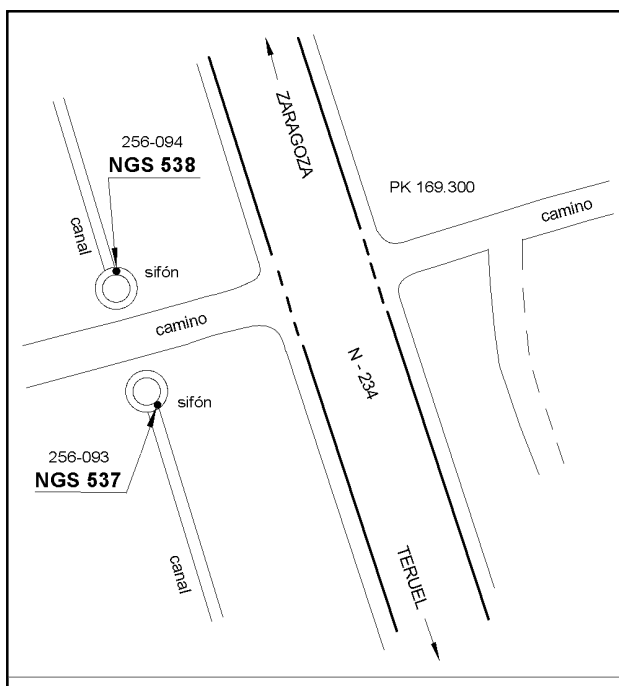 ZARAGOZA
256-094
NGS 538
PK 169.300
camino
canal
sifón
camino
N - 234
sifón
256-093
NGS 537
canal
TERUEL